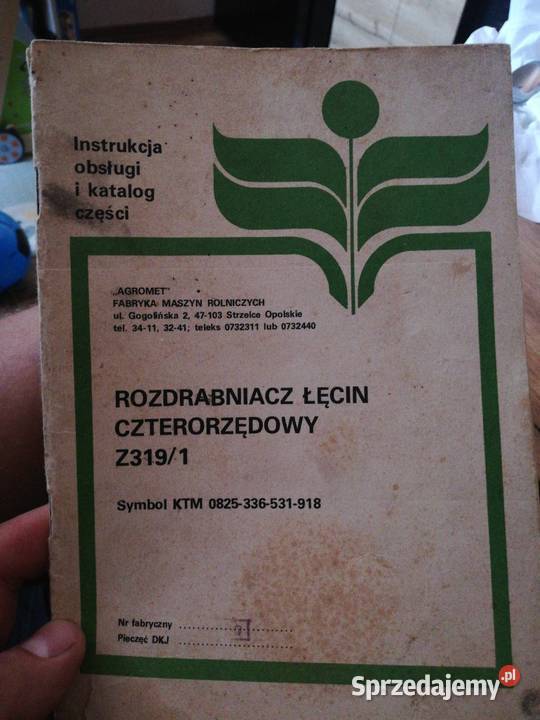 Instrukcja
obsługi
i katalog
części
„AGROMET"
FABRYKA MASZYN ROLNICZYCH
ul. Gogolińska 2, 47-103 Strzelce Opolskie
tel. 34-11, 32-41; teleks 0732311 lub 0732440
ROZDRABNIACZ ŁĘCIN
CZTERORZĘDOWY
Z319/1
Symbol KTM 0825-336-531-918
Nr fabryczny
Pieczęć DKJ
Sprzedajemy.pl